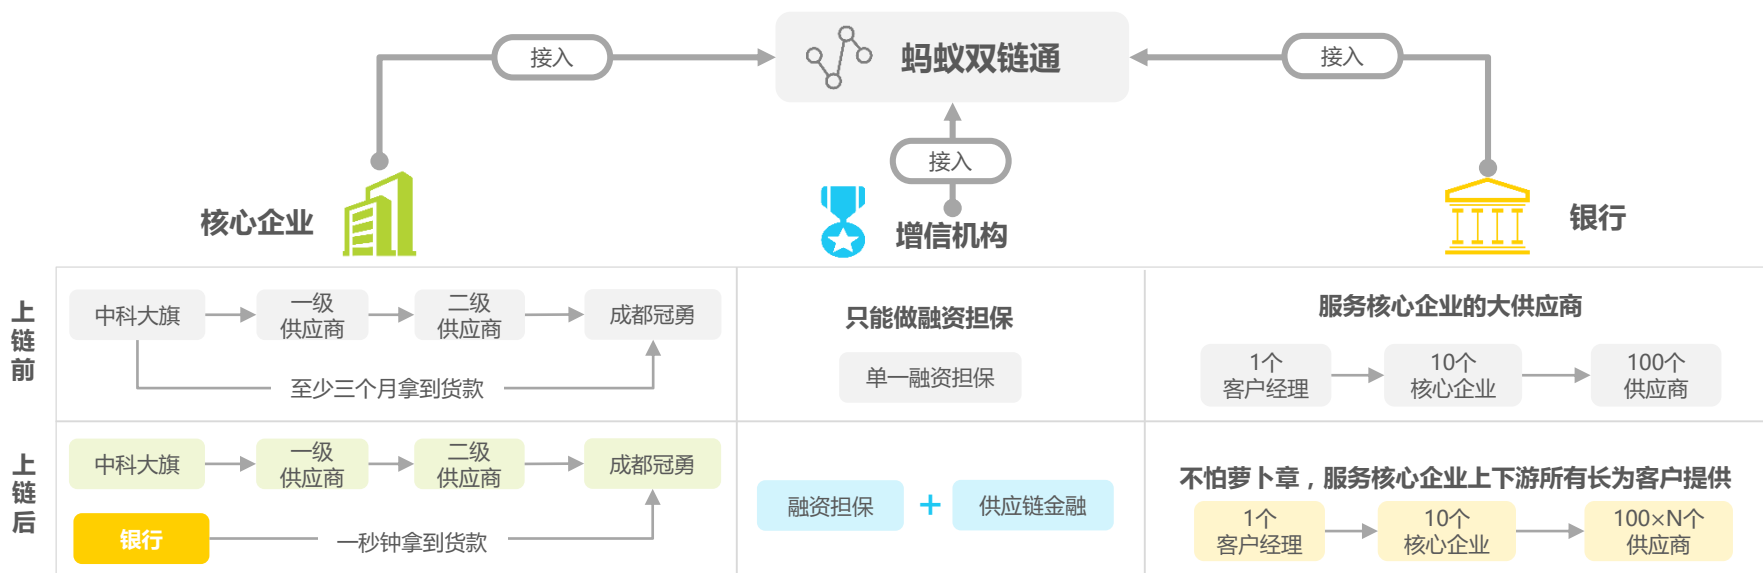 接入
蚂蚁双链通
接入
接入
核心企业
增信机构
银行
上
链
前
中科大旗
一级
供应商
二级
供应商
成都冠勇
至少三个月拿到货款
只能做融资担保
单一融资担保
服务核心企业的大供应商
1个
客户经理
10个
核心企业
100个
供应商
上
链
后
中科大旗
一级
供应商
二级
供应商
成都冠勇
银行
一秒钟拿到货款
融资担保
+
供应链金融
不怕萝卜章，服务核心企业上下游所有长为客户提供
1个
客户经理
10个
核心企业
100×N个
供应商